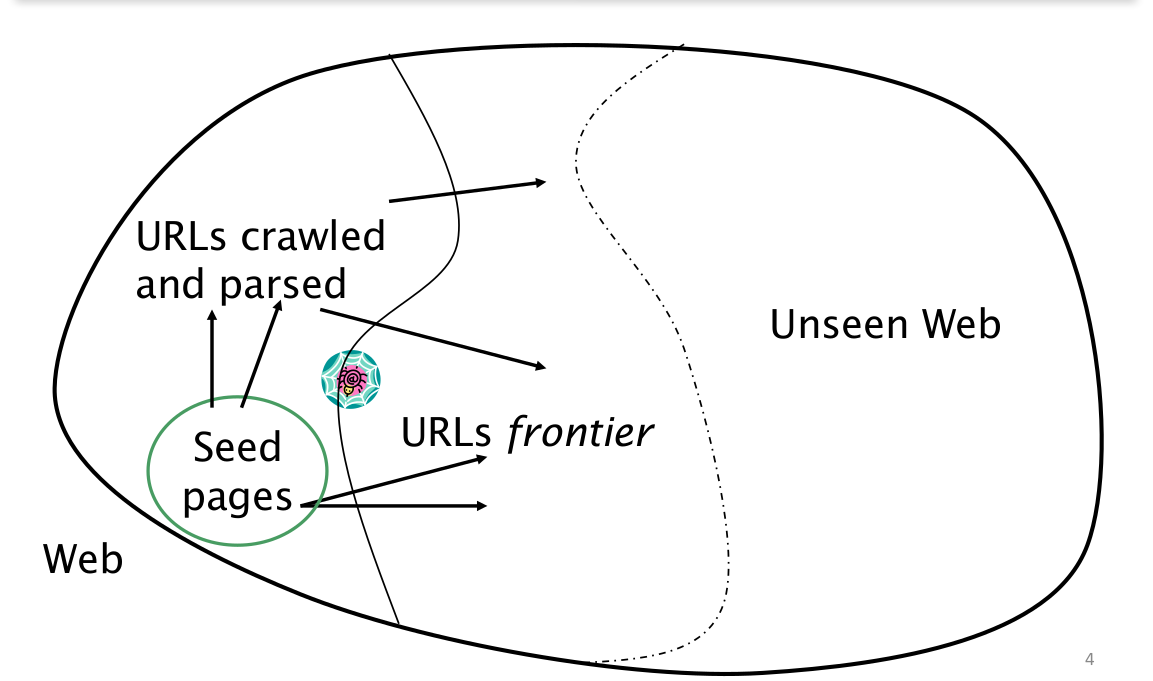 URLs crawled
and parsed
Unseen Web
URLs frontier
Seed
pages
Web
4